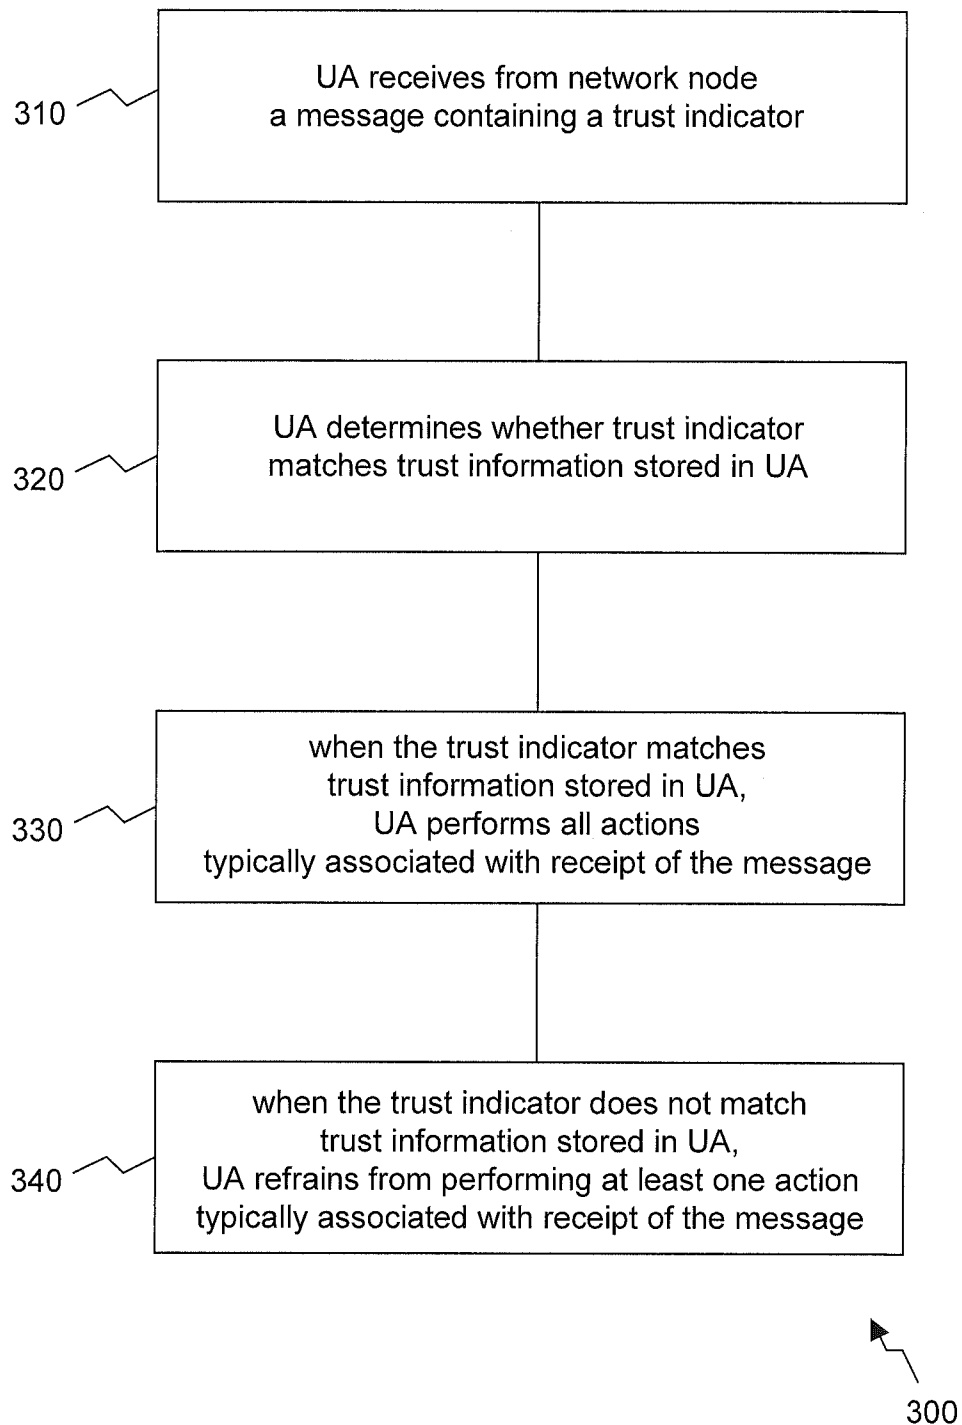 310
UA receives from network node
a message containing a trust indicator
320
UA determines whether trust indicator
matches trust information stored in UA
330
when the trust indicator matches
trust information stored in UA,
UA performs all actions
typically associated with receipt of the message
340
when the trust indicator does not match
trust information stored in UA,
UA refrains from performing at least one action
typically associated with receipt of the message
300